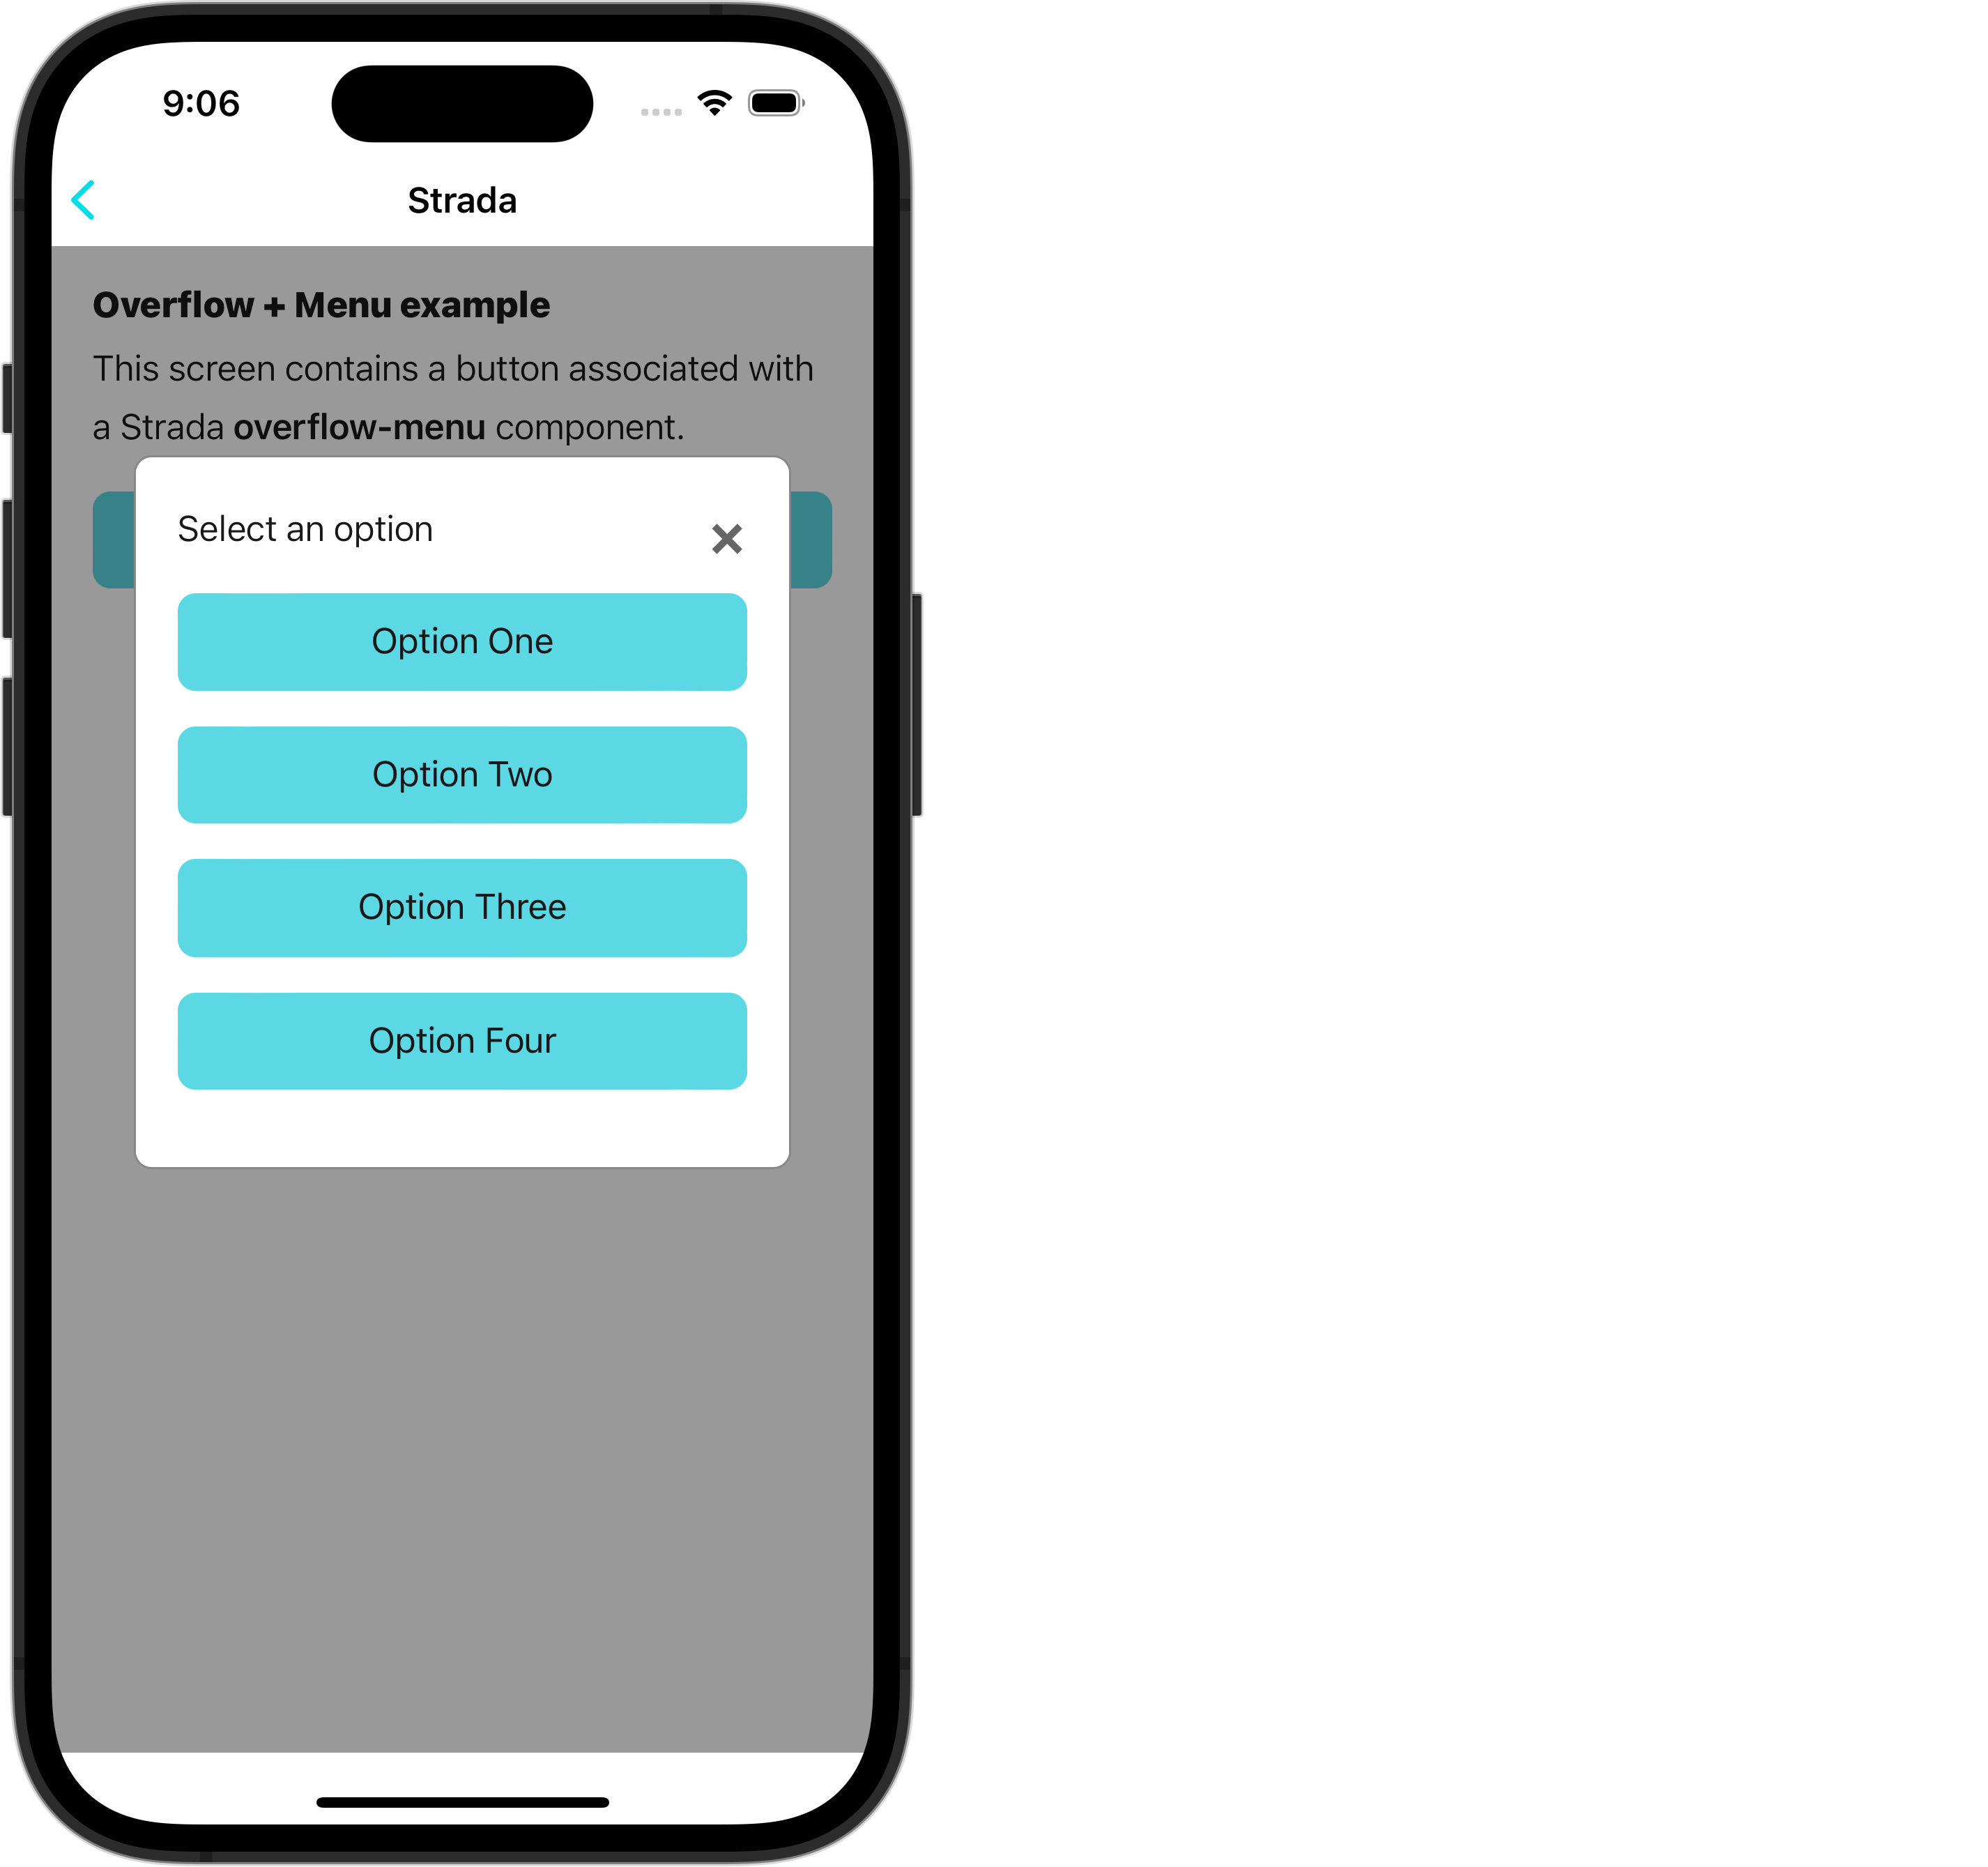 9:06
Strada
Overflow + Menu example
This screen contains a button associated with
a Strada overflow-menu component.
Select an option
Option One
Option Two
Option Three
Option Four